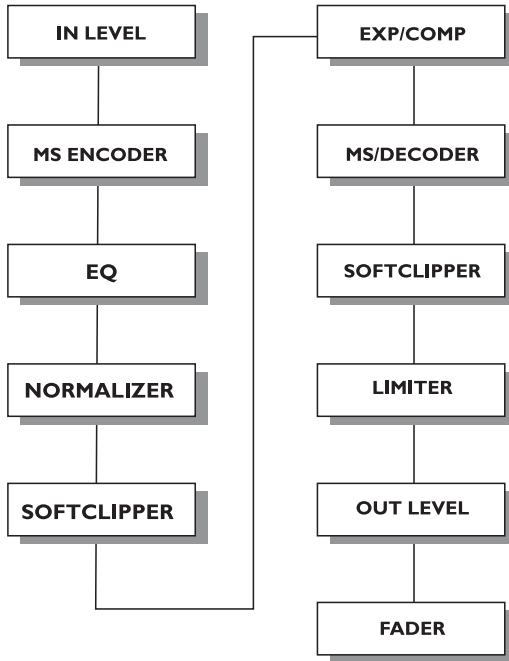 IN LEVEL
MS ENCODER
EQ
NORMALIZER
SOFTCLIPPER
EXP/COMP
MS/DECODER
SOFTCLIPPER
LIMITER
OUT LEVEL
FADER